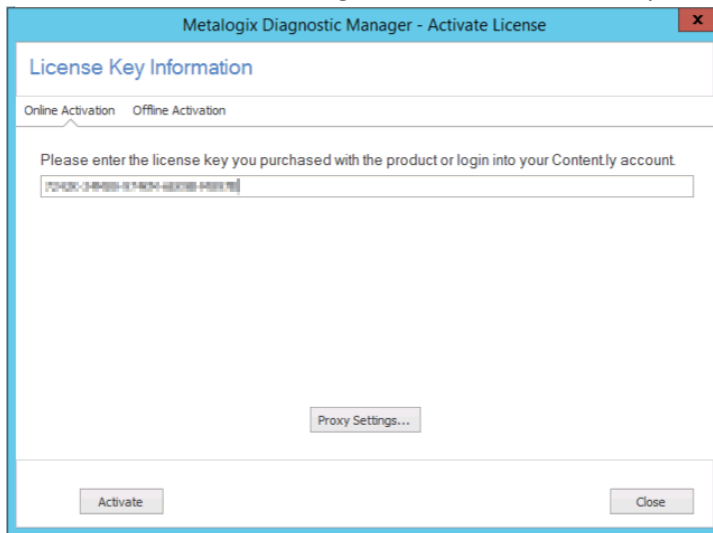 Metalogix Diagnostic Manager - Activate License
x
License Key Information
Online Activation Offline Activation
Please enter the license key you purchased with the product or login into your Content.ly account.
Proxy Settings...
Activate Close